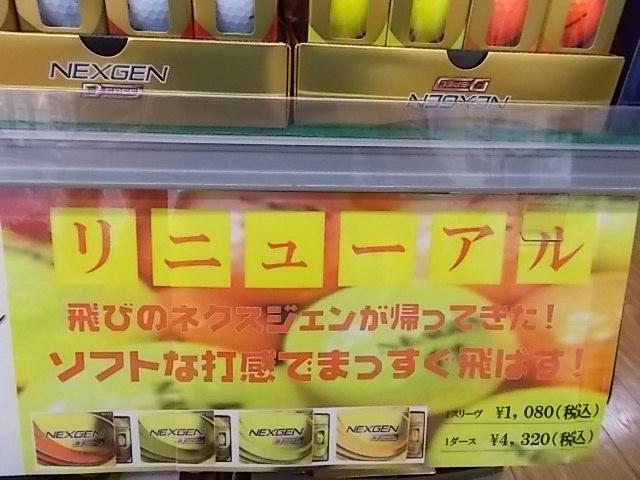 NEXGEN
D SPEC
NEXGEN
D SPEC
リニューアル
飛びのネクスジェンが帰ってきた！
ソフトな打感でまっすぐ飛ばす！
NEXGEN
NEXGEN
NEXGEN
NEXGEN
1スリーヴ ¥1,080(税込)
1ダース ¥4,320(税込)